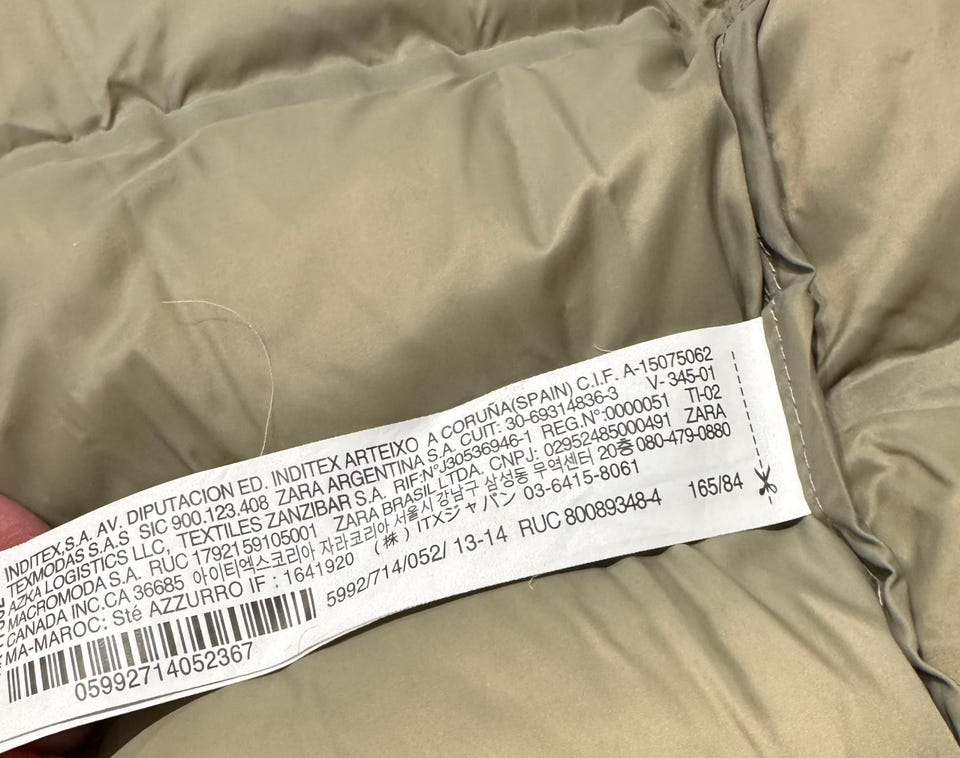 INDITEX,S.A. AV. DIPUTACION ED. INDITEX ARTEIXO A CORUÑA(SPAIN) C.I.F. A-15075062
TEXMODAS S.A.S SIC 900.123.408 ZARA ARGENTINA S.A. CUIT: 30-69314836-3 V- 345-01
AZKA LOGISTICS LLC, TEXTILES ZANZIBAR S.A. RIF:N°J30536946-1 REG.N°:0000051 TI-02
MACROMODA S.A. RUC 1792159105001 ZARA BRASIL LTDA. CNPJ. 02952485000491 ZARA
CANADA INC.CA 36685 아이티엑스코리아 자라코리아 서울시 강남구 삼성동 무역센터 20층 080-479-0880
MA-MAROC: Sté AZZURRO IF : 1641920 (株) ITXジャパン 03-6415-8061
5992/714/052/ 13-14 RUC 80089348-4 165/84
05992714052367